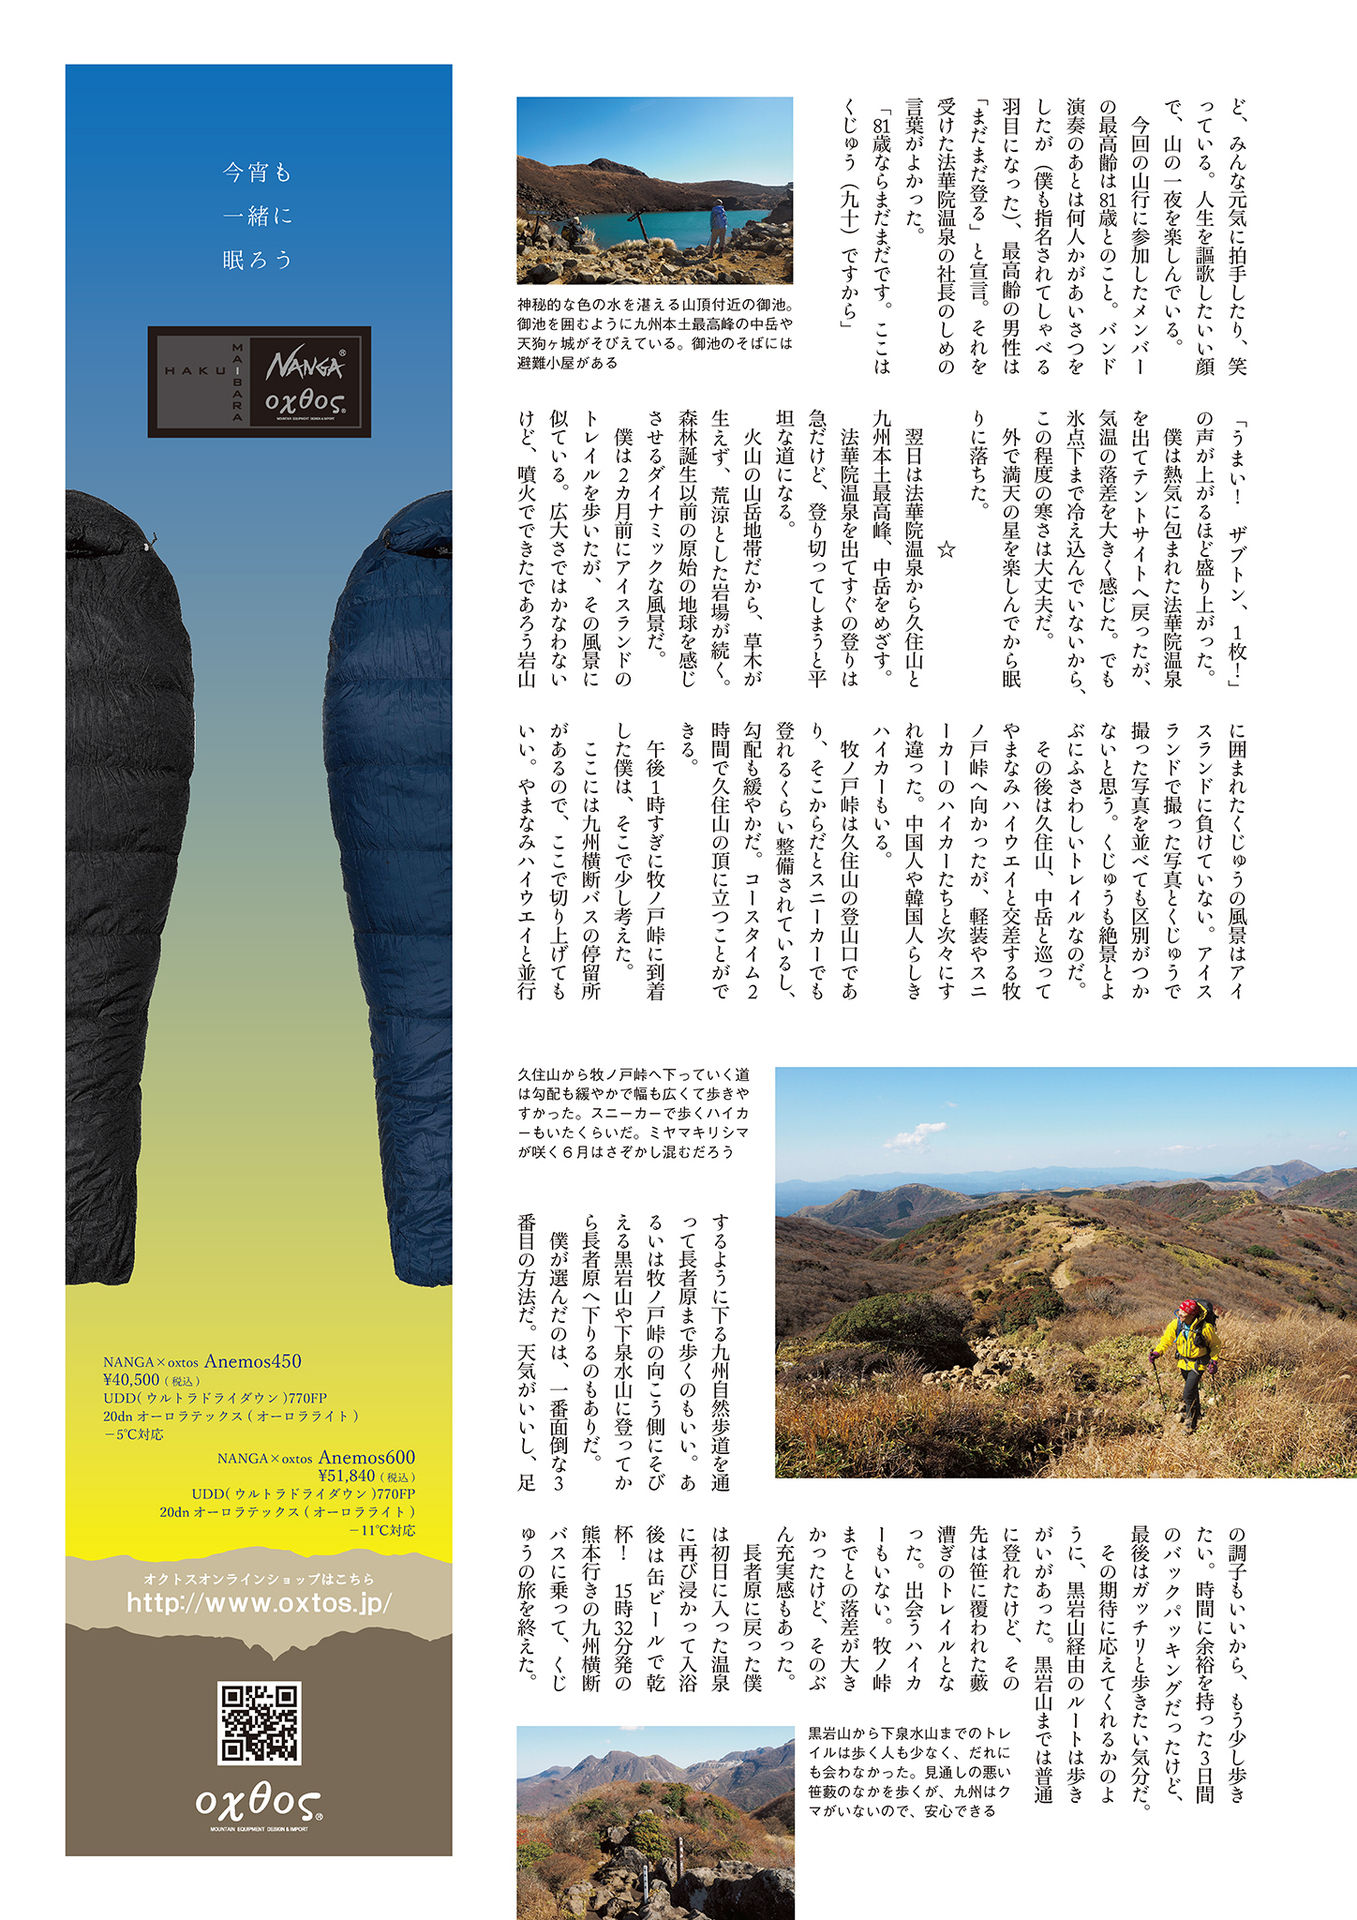 ど、みんな元気に拍手したり、笑
っている。人生を謳歌したいい顔
で、山の一夜を楽しんでいる。
今回の山行に参加したメンバー
の最高齢は81歳とのこと。バンド
演奏のあとは何人かがあいさつを
したが（僕も指名されてしゃべる
羽目になった）、最高齢の男性は
「まだまだ登る」と宣言。それを
受けた法華院温泉の社長のしめの
言葉がよかった。
「81歳ならまだまだです。ここは
くじゅう（九十）ですから」
神秘的な色の水を湛える山頂付近の御池。
御池を囲むように九州本土最高峰の中岳や
天狗ヶ城がそびえている。御池のそばには
避難小屋がある
「うまい！　ザブトン、1枚！」
の声が上がるほど盛り上がった。
僕は熱気に包まれた法華院温泉
を出てテントサイトへ戻ったが、
気温の落差を大きく感じた。でも
氷点下まで冷え込んでいないから、
この程度の寒さは大丈夫だ。
外で満天の星を楽しんでから眠
りに落ちた。
☆
翌日は法華院温泉から久住山と
九州本土最高峰、中岳をめざす。
法華院温泉を出てすぐの登りは
急だけど、登り切ってしまうと平
坦な道になる。
火山の山岳地帯だから、草木が
生えず、荒涼とした岩場が続く。
森林誕生以前の原始の地球を感じ
させるダイナミックな風景だ。
僕は2カ月前にアイスランドの
トレイルを歩いたが、その風景に
似ている。広大さではかなわない
けど、噴火でできたであろう岩山
に囲まれたくじゅうの風景はアイ
スランドに負けていない。アイス
ランドで撮った写真とくじゅうで
撮った写真を並べても区別がつか
ないと思う。くじゅうも絶景とよ
ぶにふさわしいトレイルなのだ。
その後は久住山、中岳と巡って
やまなみハイウエイと交差する牧
ノ戸峠へ向かったが、軽装やスニ
ーカーのハイカーたちと次々にす
れ違った。中国人や韓国人らしき
ハイカーもいる。
牧ノ戸峠は久住山の登山口であ
り、そこからだとスニーカーでも
登れるくらい整備されているし、
勾配も緩やかだ。コースタイム2
時間で久住山の頂に立つことがで
きる。
午後1時すぎに牧ノ戸峠に到着
した僕は、そこで少し考えた。
ここには九州横断バスの停留所
があるので、ここで切り上げても
いい。やまなみハイウエイと並行
久住山から牧ノ戸峠へ下っていく道
は勾配も緩やかで幅も広くて歩きや
すかった。スニーカーで歩くハイカ
ーもいたくらいだ。ミヤマキリシマ
が咲く6月はさぞかし混むだろう
するように下る九州自然歩道を通
って長者原まで歩くのもいい。あ
るいは牧ノ戸峠の向こう側にそび
える黒岩山や下泉水山に登ってか
ら長者原へ下りるのもありだ。
僕が選んだのは、一番面倒な3
番目の方法だ。天気がいいし、足
の調子もいいから、もう少し歩き
たい。時間に余裕を持った3日間
のバックパッキングだったけど、
最後はガッチリと歩きたい気分だ。
その期待に応えてくれるかのよ
うに、黒岩山経由のルートは歩き
がいがあった。黒岩山までは普通
に登れたけど、その
先は笹に覆われた藪
漕ぎのトレイルとな
った。出会うハイカ
ーもいない。牧ノ峠
までとの落差が大き
かったけど、そのぶ
ん充実感もあった。
長者原に戻った僕
は初日に入った温泉
に再び浸かって入浴
後は缶ビールで乾
杯！　15時32分発の
熊本行きの九州横断
バスに乗って、くじ
ゅうの旅を終えた。
黒岩山から下泉水山までのトレ
イルは歩く人も少なく、だれに
も会わなかった。見通しの悪い
笹藪のなかを歩くが、九州はク
マがいないので、安心できる
今宵も
一緒に
眠ろう
HAKU
MAIBARA
NANGA®
oχθos®
MOUNTAIN EQUIPMENT DESIGN & IMPORT
NANGA×oxtos Anemos450
¥40,500（税込）
UDD(ウルトラドライダウン)770FP
20dnオーロラテックス(オーロラライト)
－5℃対応
NANGA×oxtos Anemos600
¥51,840（税込）
UDD(ウルトラドライダウン)770FP
20dnオーロラテックス(オーロラライト)
－11℃対応
オクトスオンラインショップはこちら
http://www.oxtos.jp/
oχθoς®
MOUNTAIN EQUIPMENT DESIGN & IMPORT